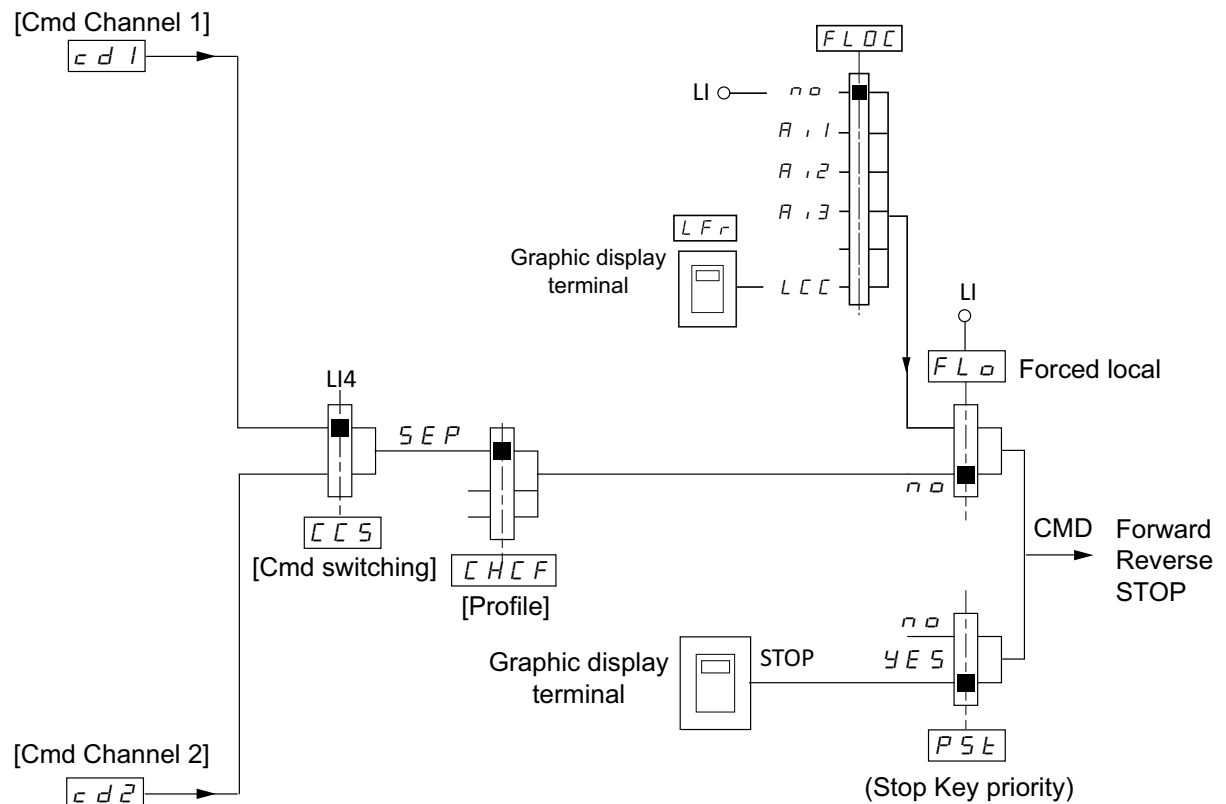 [Cmd Channel 1]
cd1
FLOC
LI
no
Ai1
Ai2
Ai3
LFr
Graphic display
terminal
LCC
LI
FLo
Forced local
LI4
SEP
no
CCS
[Cmd switching]
CHCF
[Profile]
CMD
Forward
Reverse
STOP
no
YES
STOP
Graphic display
terminal
PSt
(Stop Key priority)
[Cmd Channel 2]
cd2